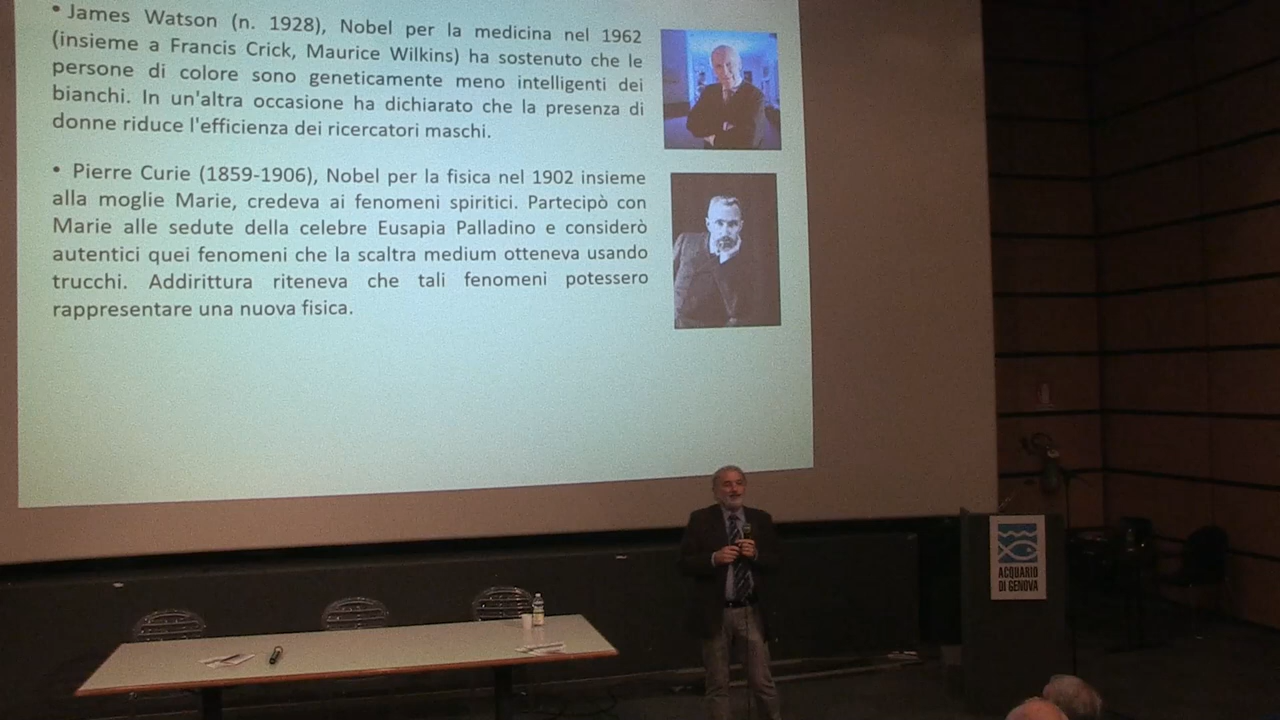 • James Watson (n. 1928), Nobel per la medicina nel 1962
(insieme a Francis Crick, Maurice Wilkins) ha sostenuto che le
persone di colore sono geneticamente meno intelligenti dei
bianchi. In un'altra occasione ha dichiarato che la presenza di
donne riduce l'efficienza dei ricercatori maschi.
• Pierre Curie (1859-1906), Nobel per la fisica nel 1902 insieme
alla moglie Marie, credeva ai fenomeni spiritici. Partecipò con
Marie alle sedute della celebre Eusapia Palladino e considerò
autentici quei fenomeni che la scaltra medium otteneva usando
trucchi. Addirittura riteneva che tali fenomeni potessero
rappresentare una nuova fisica.
ACQUARIO
DI GENOVA